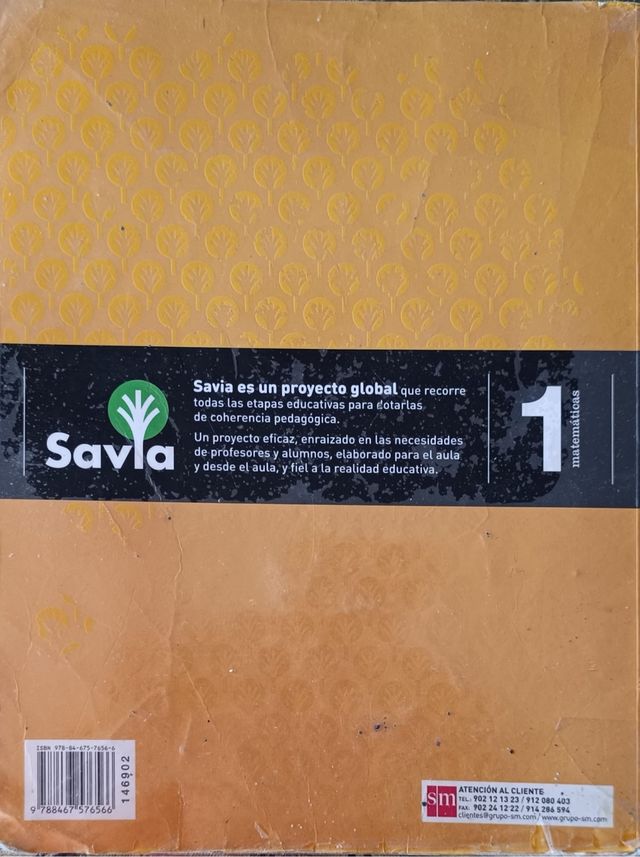 Savia
Savia es un proyecto global que recorre
todas las etapas educativas para dotarlas
de coherencia pedagógica.
Un proyecto eficaz, enraizado en las necesidades
de profesores y alumnos, elaborado para el aula
y desde el aula, y fiel a la realidad educativa.
1
matemáticas
ISBN 978-84-675-7656-6
9 788467 576566
146902
sm
ATENCIÓN AL CLIENTE
TEL.: 902 12 13 23 / 912 080 403
FAX: 902 24 12 22 / 914 286 594
clientes@grupo-sm.com / www.grupo-sm.com